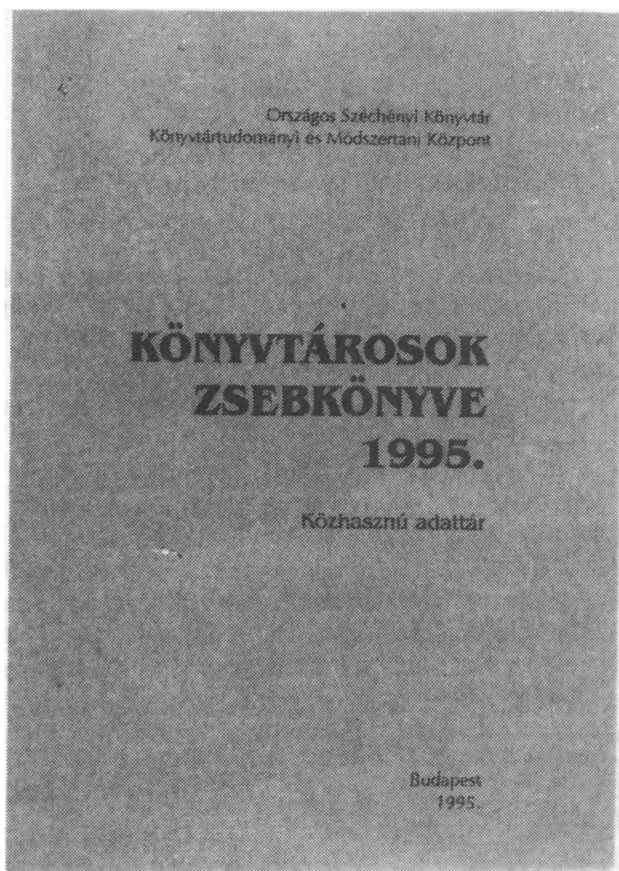 Országos Széchényi Könyvtár
Könyvtártudományi és Módszertani Központ
KÖNYVTÁROSOK
ZSEBKÖNYVE
1995.
Közhasznú adattár
Budapest
1995.